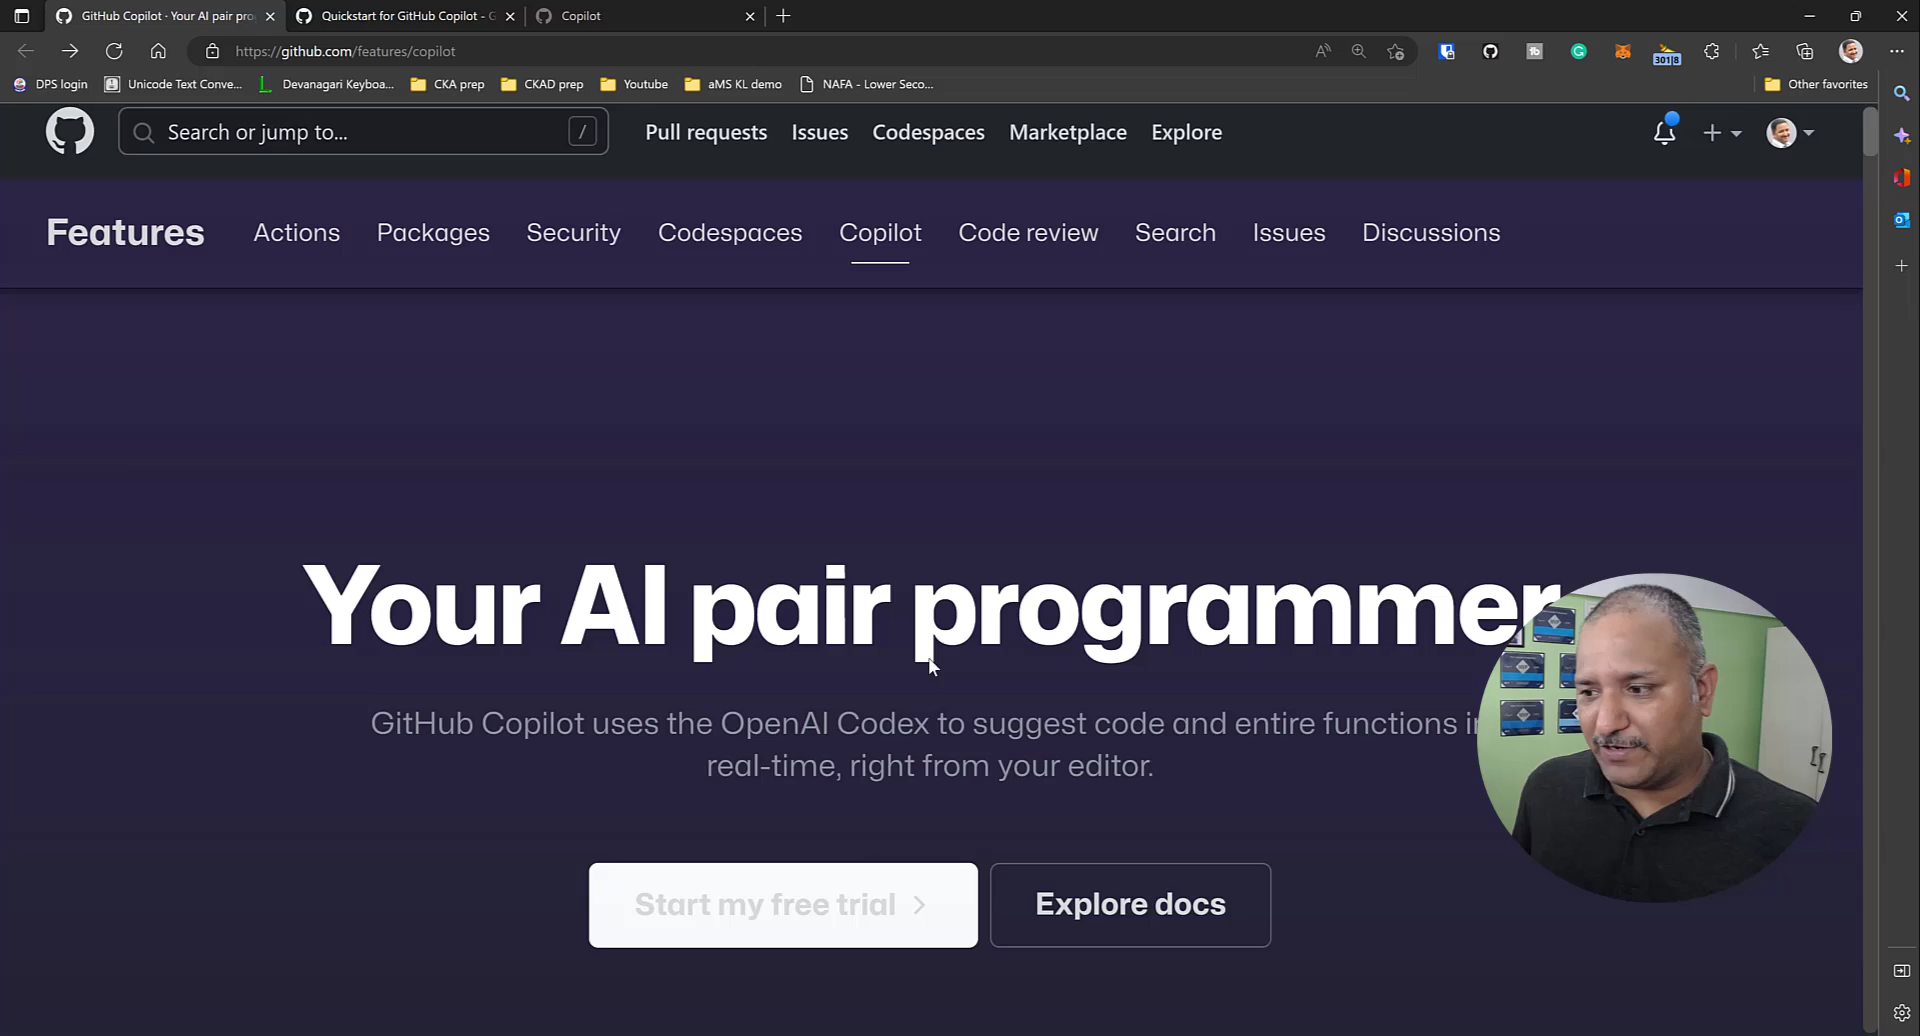 GitHub Copilot · Your AI pair pro
Quickstart for GitHub Copilot - G
Copilot
https://github.com/features/copilot
301|8
DPS login
Unicode Text Conve...
Devanagari Keyboa...
CKA prep
CKAD prep
Youtube
aMS KL demo
NAFA - Lower Seco...
Other favorites
Search or jump to...
/
Pull requests
Issues
Codespaces
Marketplace
Explore
Features
Actions
Packages
Security
Codespaces
Copilot
Code review
Search
Issues
Discussions
Your AI pair programmer
GitHub Copilot uses the OpenAI Codex to suggest code and entire functions in
real-time, right from your editor.
Start my free trial
Explore docs